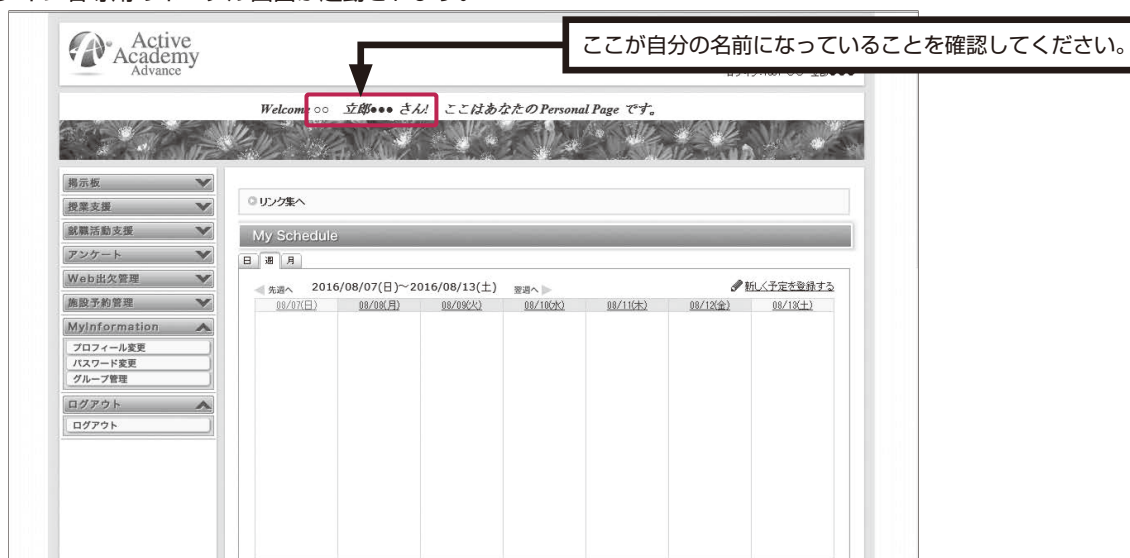 Active
Academy
Advance
ここが自分の名前になっていることを確認してください。
Welcome ○○ 立郎●●● さん! ここはあなたの Personal Page です。
掲示板
授業支援
就職活動支援
アンケート
Web出欠管理
施設予約管理
MyInformation
プロフィール変更
パスワード変更
グループ管理
ログアウト
ログアウト
リンク集へ
My Schedule
日 週 月
先週へ 2016/08/07(日)～2016/08/13(土) 翌週へ 新しく予定を登録する
08/07(日) 08/08(月) 08/09(火) 08/10(水) 08/11(木) 08/12(金) 08/13(土)